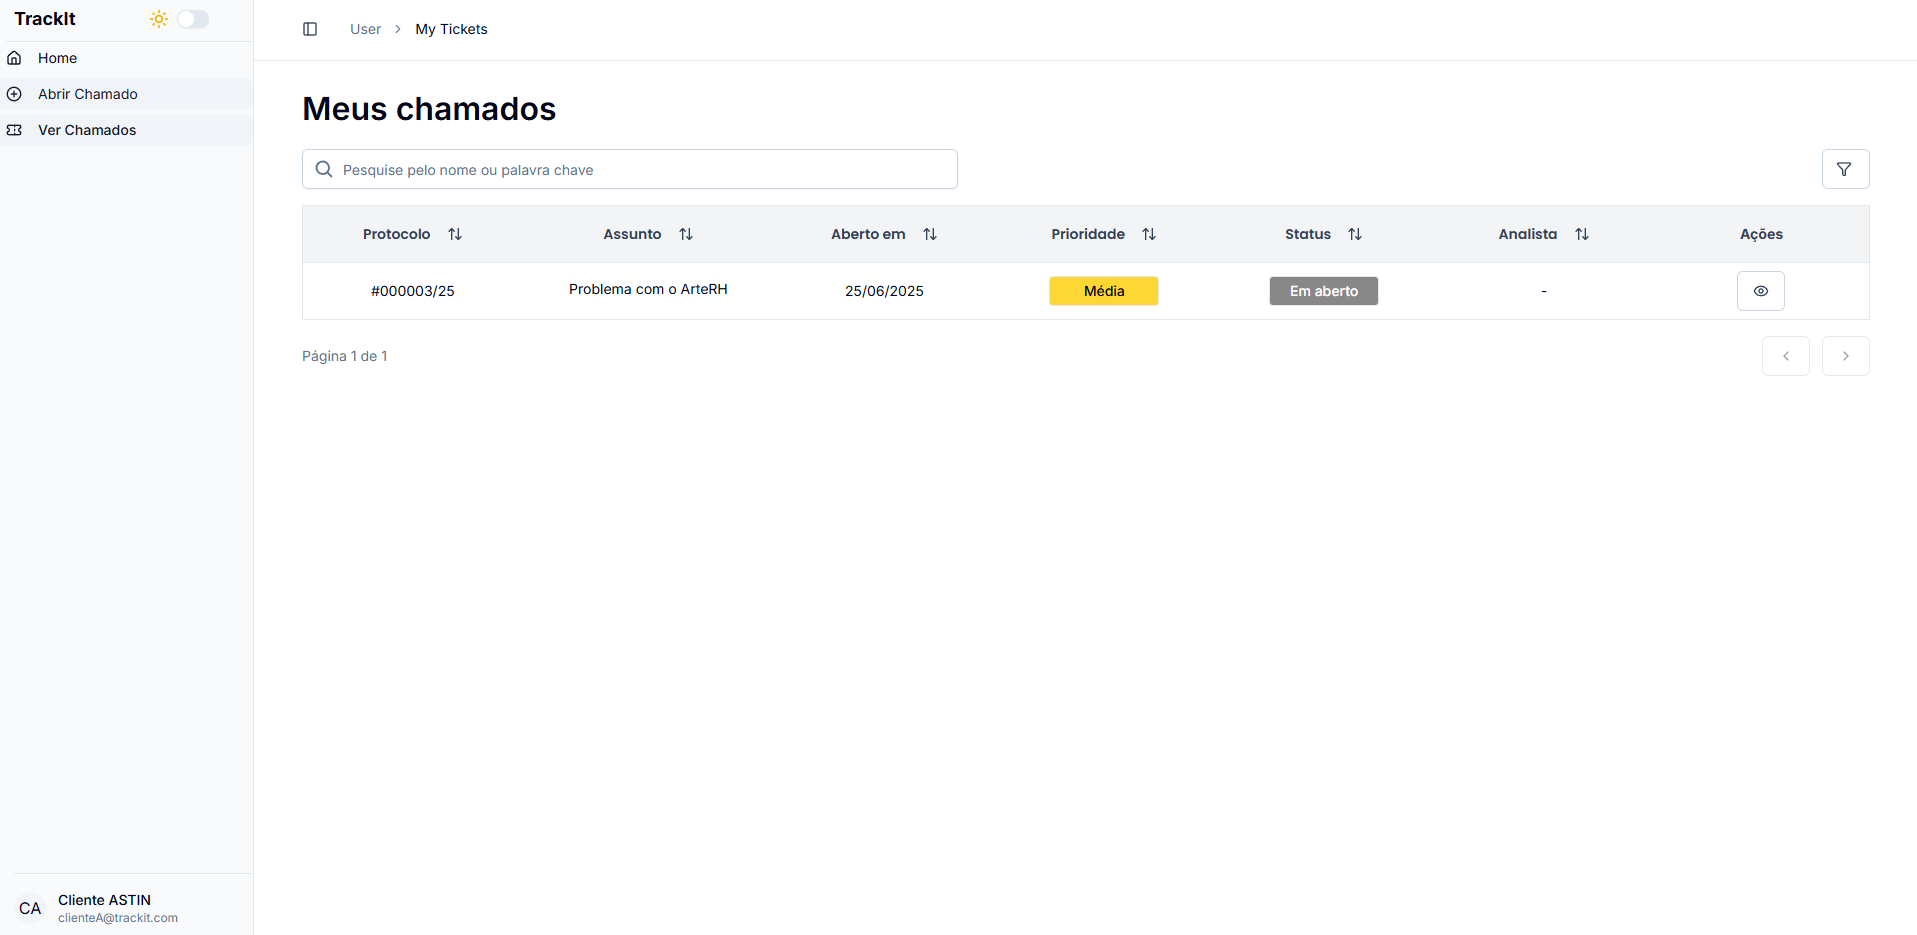 TrackIt
Home
Abrir Chamado
Ver Chamados
User > My Tickets
Meus chamados
Pesquise pelo nome ou palavra chave
Protocolo Assunto Aberto em Prioridade Status Analista Ações
#000003/25 Problema com o ArteRH 25/06/2025 Média Em aberto -
Página 1 de 1
CA
Cliente ASTIN
clienteA@trackit.com